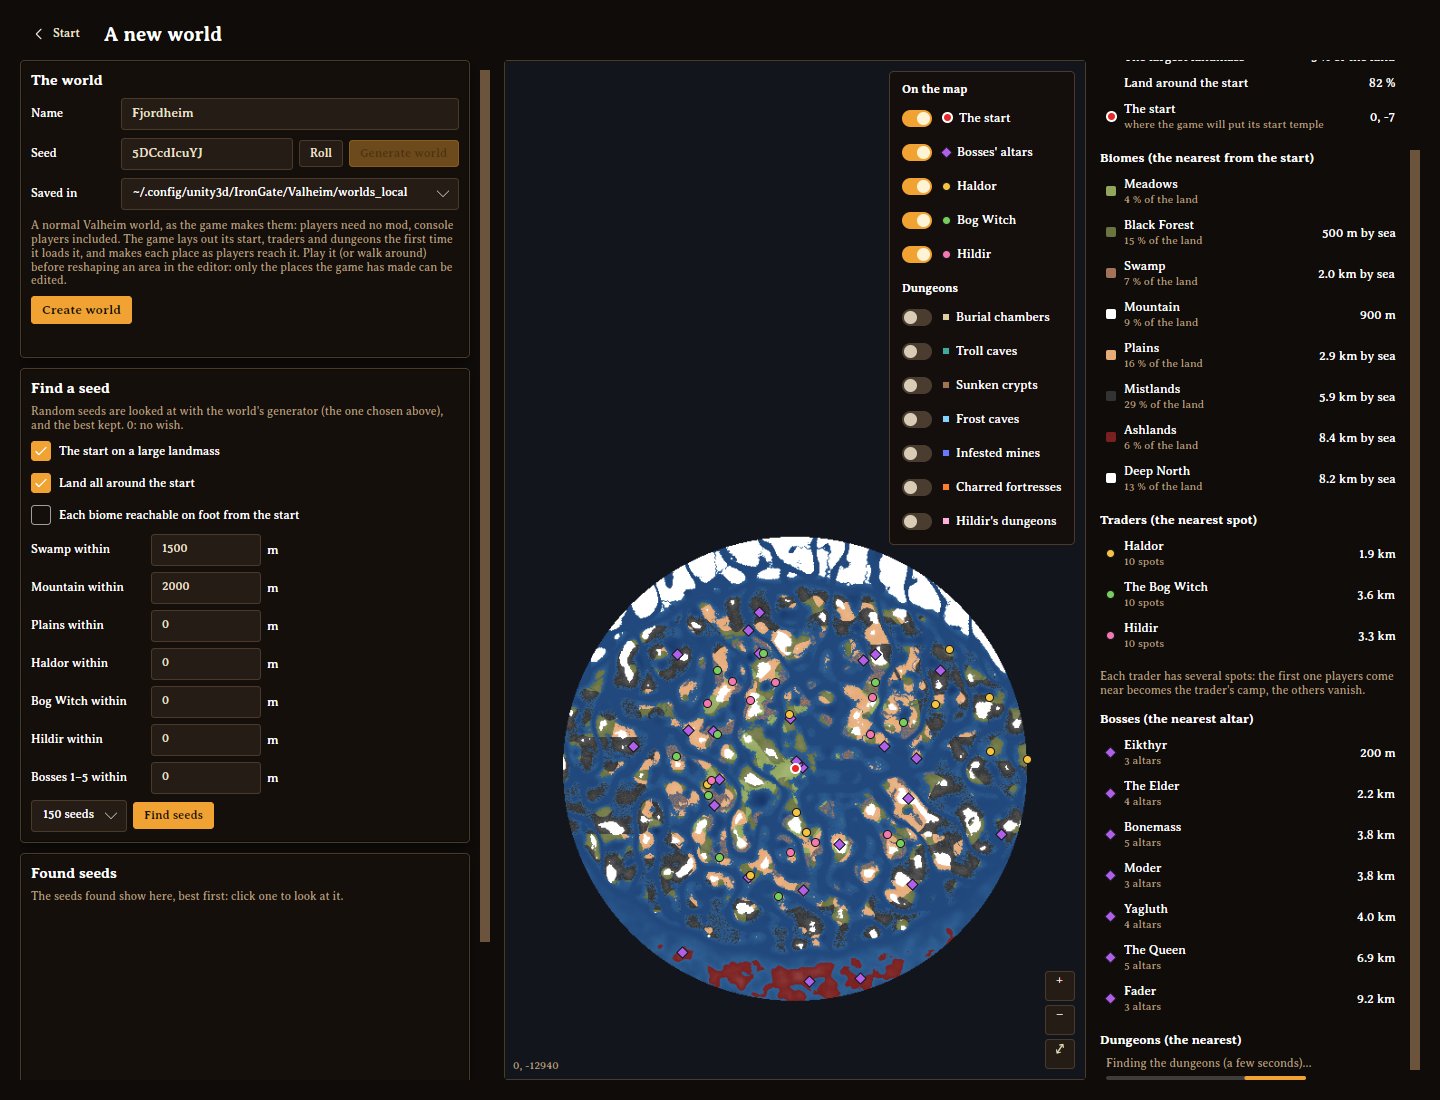 Start
A new world
The world
Name
Fjordheim
Seed
5DCcdIcuYJ
Roll
Generate world
Saved in
~/.config/unity3d/IronGate/Valheim/worlds_local
A normal Valheim world, as the game makes them: players need no mod, console
players included. The game lays out its start, traders and dungeons the first time
it loads it, and makes each place as players reach it. Play it (or walk around)
before reshaping an area in the editor: only the places the game has made can be
edited.
Create world
Find a seed
Random seeds are looked at with the world's generator (the one chosen above),
and the best kept. 0: no wish.
The start on a large landmass
Land all around the start
Each biome reachable on foot from the start
Swamp within
1500
m
Mountain within
2000
m
Plains within
0
m
Haldor within
0
m
Bog Witch within
0
m
Hildir within
0
m
Bosses 1–5 within
0
m
150 seeds
Find seeds
Found seeds
The seeds found show here, best first: click one to look at it.
On the map
The start
Bosses' altars
Haldor
Bog Witch
Hildir
Dungeons
Burial chambers
Troll caves
Sunken crypts
Frost caves
Infested mines
Charred fortresses
Hildir's dungeons
+
−
0, -12940
Land around the start
82 %
The start
where the game will put its start temple
0, -7
Biomes (the nearest from the start)
Meadows
4 % of the land
Black Forest
15 % of the land
500 m by sea
Swamp
7 % of the land
2.0 km by sea
Mountain
9 % of the land
900 m
Plains
16 % of the land
2.9 km by sea
Mistlands
29 % of the land
5.9 km by sea
Ashlands
6 % of the land
8.4 km by sea
Deep North
13 % of the land
8.2 km by sea
Traders (the nearest spot)
Haldor
10 spots
1.9 km
The Bog Witch
10 spots
3.6 km
Hildir
10 spots
3.3 km
Each trader has several spots: the first one players come
near becomes the trader's camp, the others vanish.
Bosses (the nearest altar)
Eikthyr
3 altars
200 m
The Elder
4 altars
2.2 km
Bonemass
5 altars
3.8 km
Moder
3 altars
3.8 km
Yagluth
4 altars
4.0 km
The Queen
5 altars
6.9 km
Fader
3 altars
9.2 km
Dungeons (the nearest)
Finding the dungeons (a few seconds)...